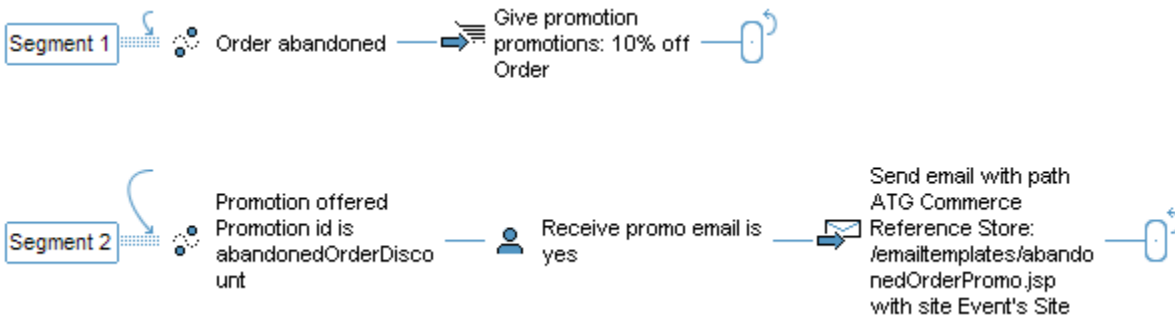 Segment 1
Order abandoned
Give promotion
promotions: 10% off
Order
Segment 2
Promotion offered
Promotion id is
abandonedOrderDisco
unt
Receive promo email is
yes
Send email with path
ATG Commerce
Reference Store:
/emailtemplates/abando
nedOrderPromo.jsp
with site Event's Site